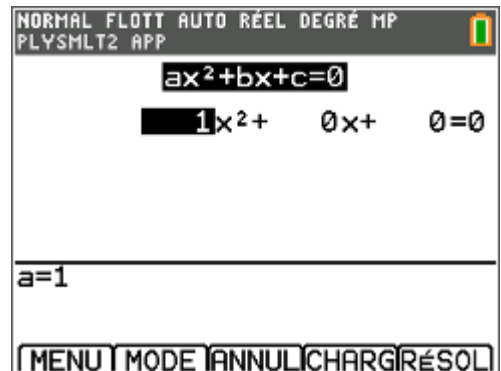 NORMAL FLOTT AUTO RÉEL DEGRÉ MP
PLYSMLT2 APP
ax²+bx+c=0
1x²+ 0x+ 0=0
a=1
MENU MODE ANNUL CHARG RÉSOL